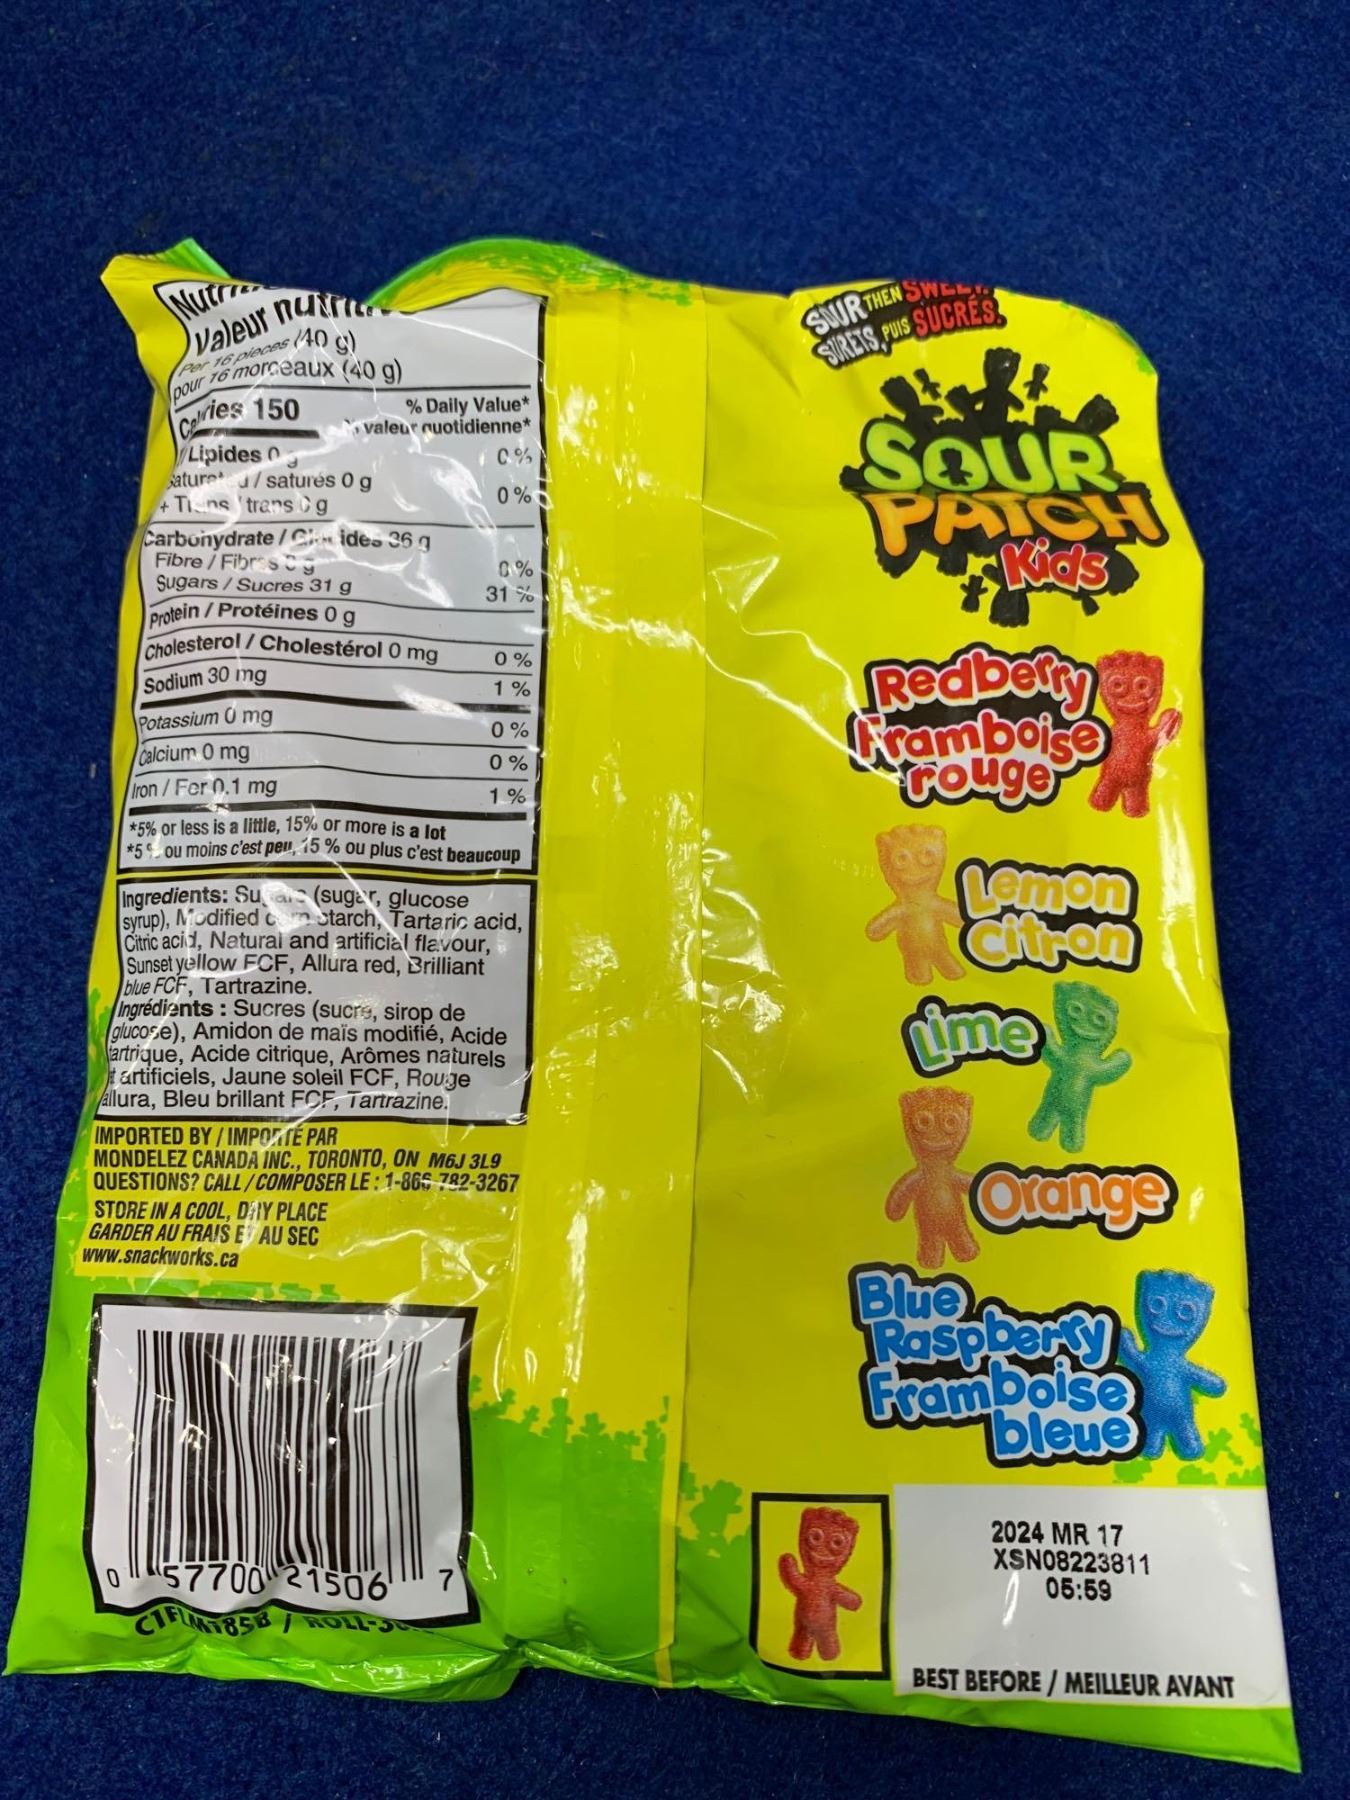 Valeur
Per 16 pieces (40 g)
pour 16 morceaux (40 g)
Calories 150
% Daily Value*
% valeur quotidienne*
/ Lipides 0 g
0 %
Saturated / saturés 0 g
+ Trans / trans 0 g
0 %
Carbohydrate / Glucides 36 g
Fibre / Fibres 0 g
0 %
Sugars / Sucres 31 g
31 %
Protein / Protéines 0 g
Cholesterol / Cholestérol 0 mg
0 %
Sodium 30 mg
1 %
Potassium 0 mg
0 %
Calcium 0 mg
0 %
Iron / Fer 0.1 mg
1 %
*5% or less is a little, 15% or more is a lot
*5 % ou moins c'est peu, 15 % ou plus c'est beaucoup
Ingredients: Sugars (sugar, glucose
syrup), Modified corn starch, Tartaric acid,
Citric acid, Natural and artificial flavour,
Sunset yellow FCF, Allura red, Brilliant
blue FCF, Tartrazine.
Ingrédients : Sucres (sucre, sirop de
glucose), Amidon de maïs modifié, Acide
tartrique, Acide citrique, Arômes naturels
et artificiels, Jaune soleil FCF, Rouge
allura, Bleu brillant FCF, Tartrazine.
IMPORTED BY / IMPORTÉ PAR
MONDELEZ CANADA INC., TORONTO, ON M6J 3L9
QUESTIONS? CALL / COMPOSER LE : 1-866-782-3267
STORE IN A COOL, DRY PLACE
GARDER AU FRAIS ET AU SEC
www.snackworks.ca
0 57700 21506 7
SOUR THEN SWEET.
SURETS, PUIS SUCRÉS.
SOUR
PATCH
Kids
Redberry
Framboise
rouge
Lemon
Citron
Lime
Orange
Blue
Raspberry
Framboise
bleue
2024 MR 17
XSN08223811
05:59
BEST BEFORE / MEILLEUR AVANT